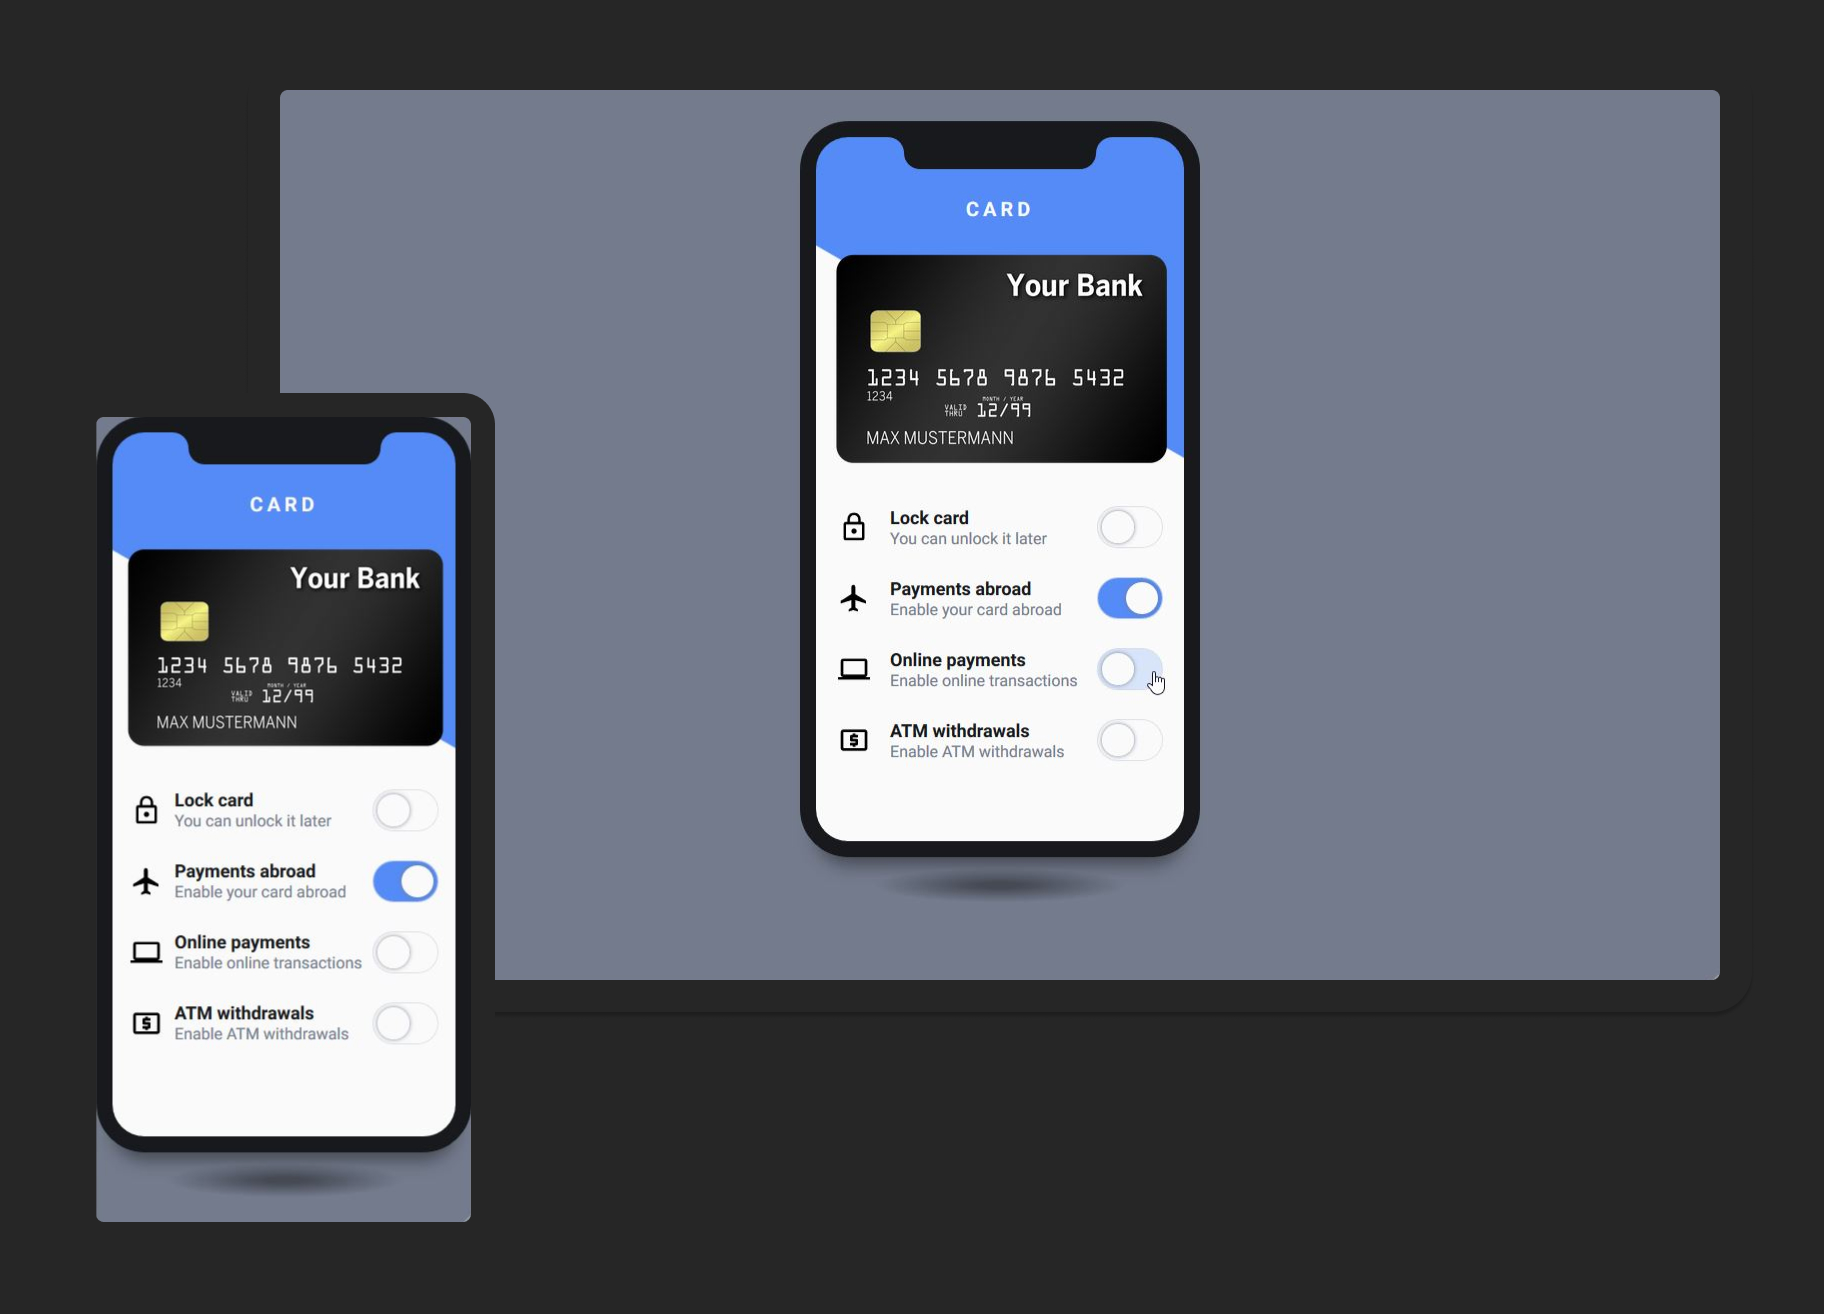 CARD
Your Bank
1234 5678 9876 5432
1234
MONTH / YEAR
VALID THRU 12/99
MAX MUSTERMANN
Lock card
You can unlock it later
Payments abroad
Enable your card abroad
Online payments
Enable online transactions
ATM withdrawals
Enable ATM withdrawals
CARD
Your Bank
1234 5678 9876 5432
1234
MONTH / YEAR
VALID THRU 12/99
MAX MUSTERMANN
Lock card
You can unlock it later
Payments abroad
Enable your card abroad
Online payments
Enable online transactions
ATM withdrawals
Enable ATM withdrawals